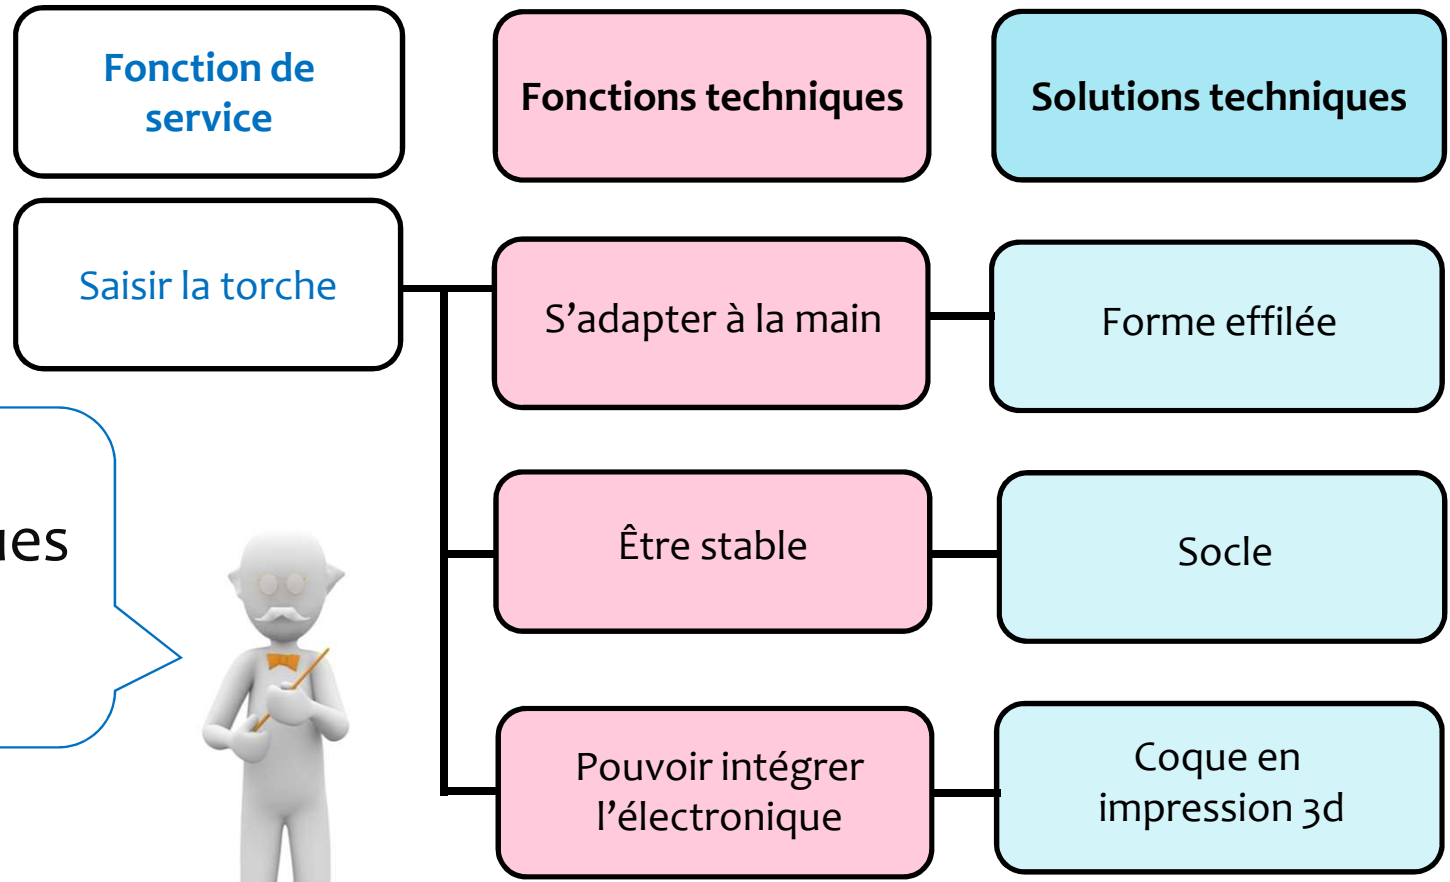 Fonction de
service
Fonctions techniques
Solutions techniques
Saisir la torche
S’adapter à la main
Forme effilée
Être stable
Socle
Pouvoir intégrer
l’électronique
Coque en
impression 3d